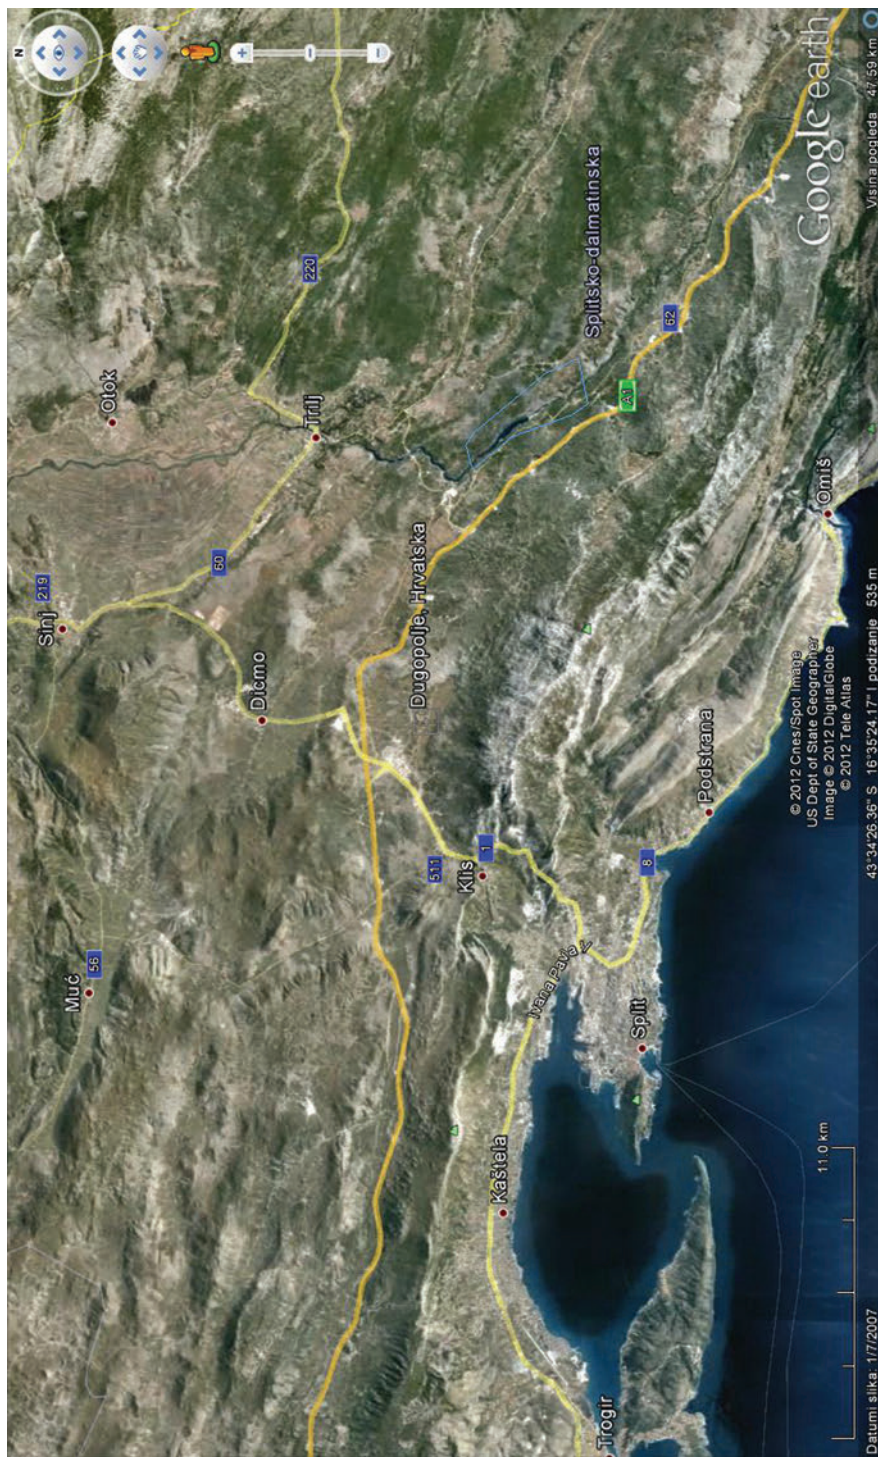 N
Otok
Sinj
219
Muć
56
60
220
Trilj
Dicmo
Dugopolje, Hrvatska
Splitsko-dalmatinska
62
A1
511
Klis
1
Ivana Pavla
Kaštela
Split
8
Podstrana
Omiš
Trogir
11.0 km
© 2012 Cnes/Spot Image
US Dept of State Geographer
Image © 2012 DigitalGlobe
© 2012 Tele Atlas
Google earth
Datumi slika: 1/7/2007
43°34'26.36" S 16°35'24.17" I podizanje 535 m
Visina pogleda 47.59 km